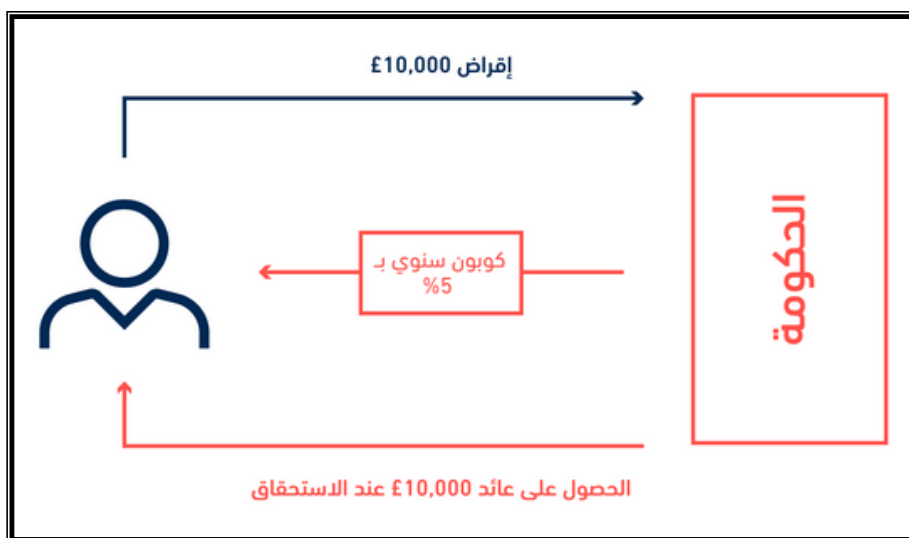 إقراض 10,000£
الحكومة
كوبون سنوي بـ
5%
الحصول على عائد 10,000£ عند الاستحقاق